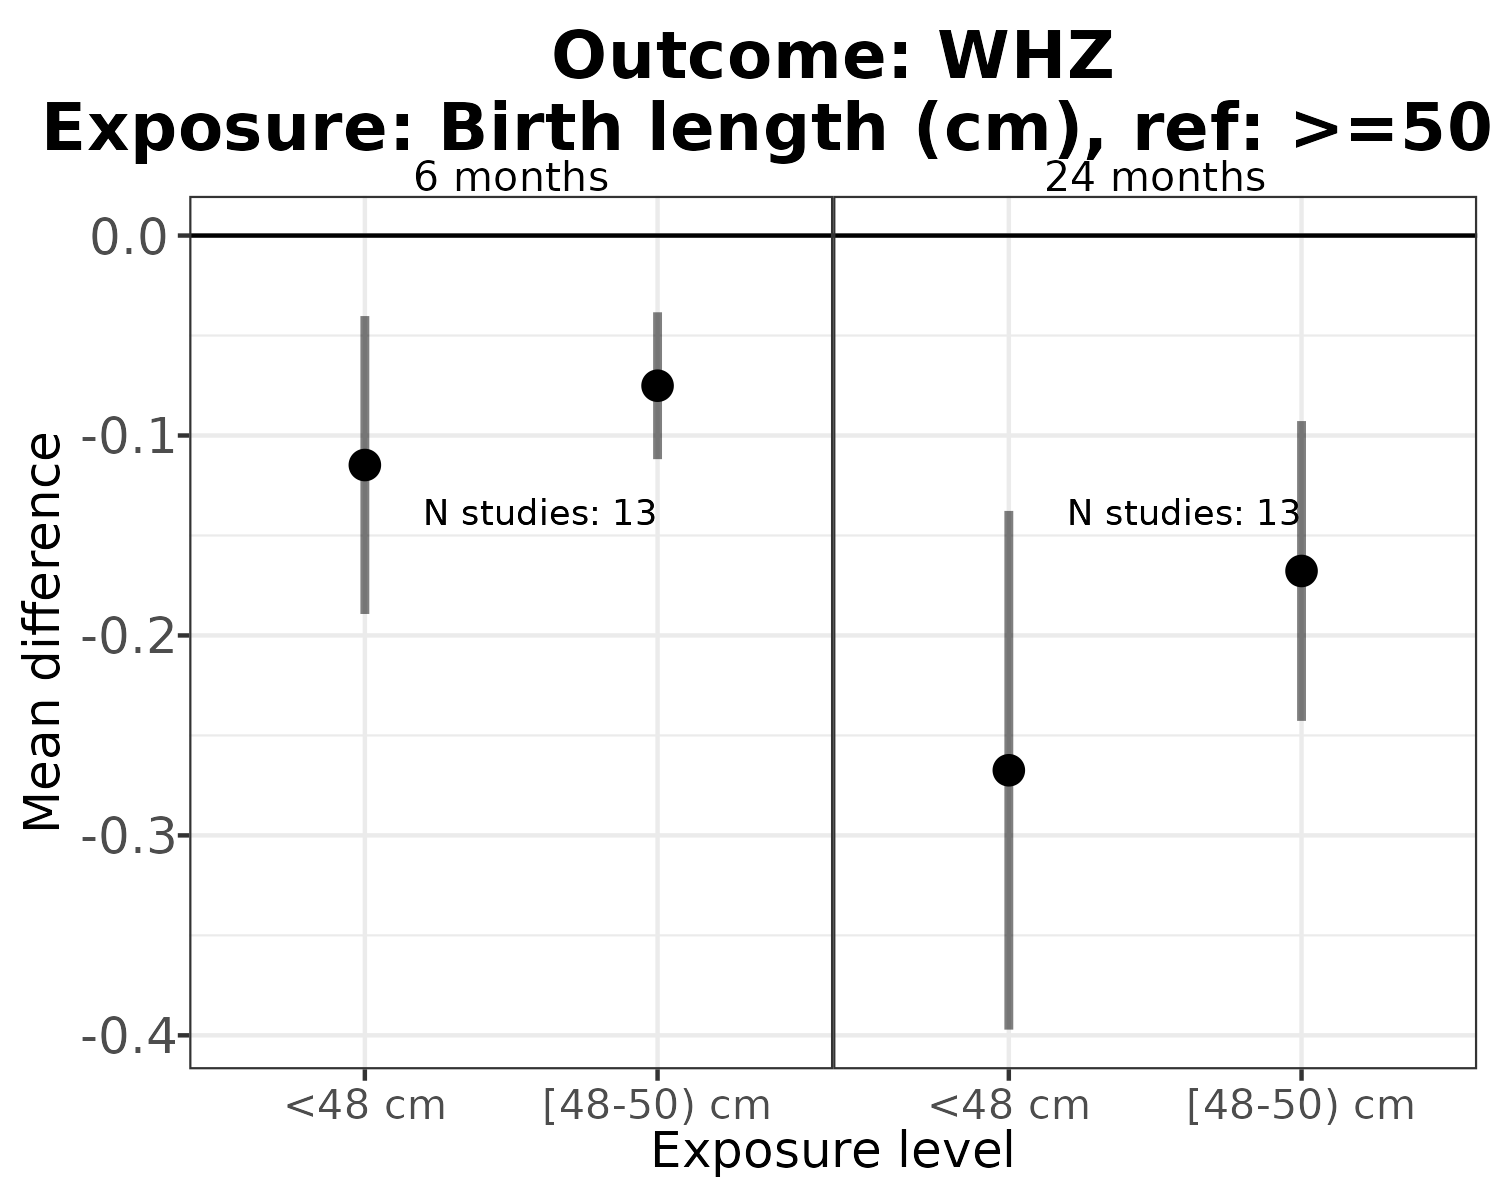 Outcome: WHZ
Exposure: Birth length (cm), ref: >=50
6 months
24 months
0.0
-0.1
-0.2
-0.3
-0.4
Mean difference
N studies: 13
N studies: 13
<48 cm
[48-50) cm
<48 cm
[48-50) cm
Exposure level